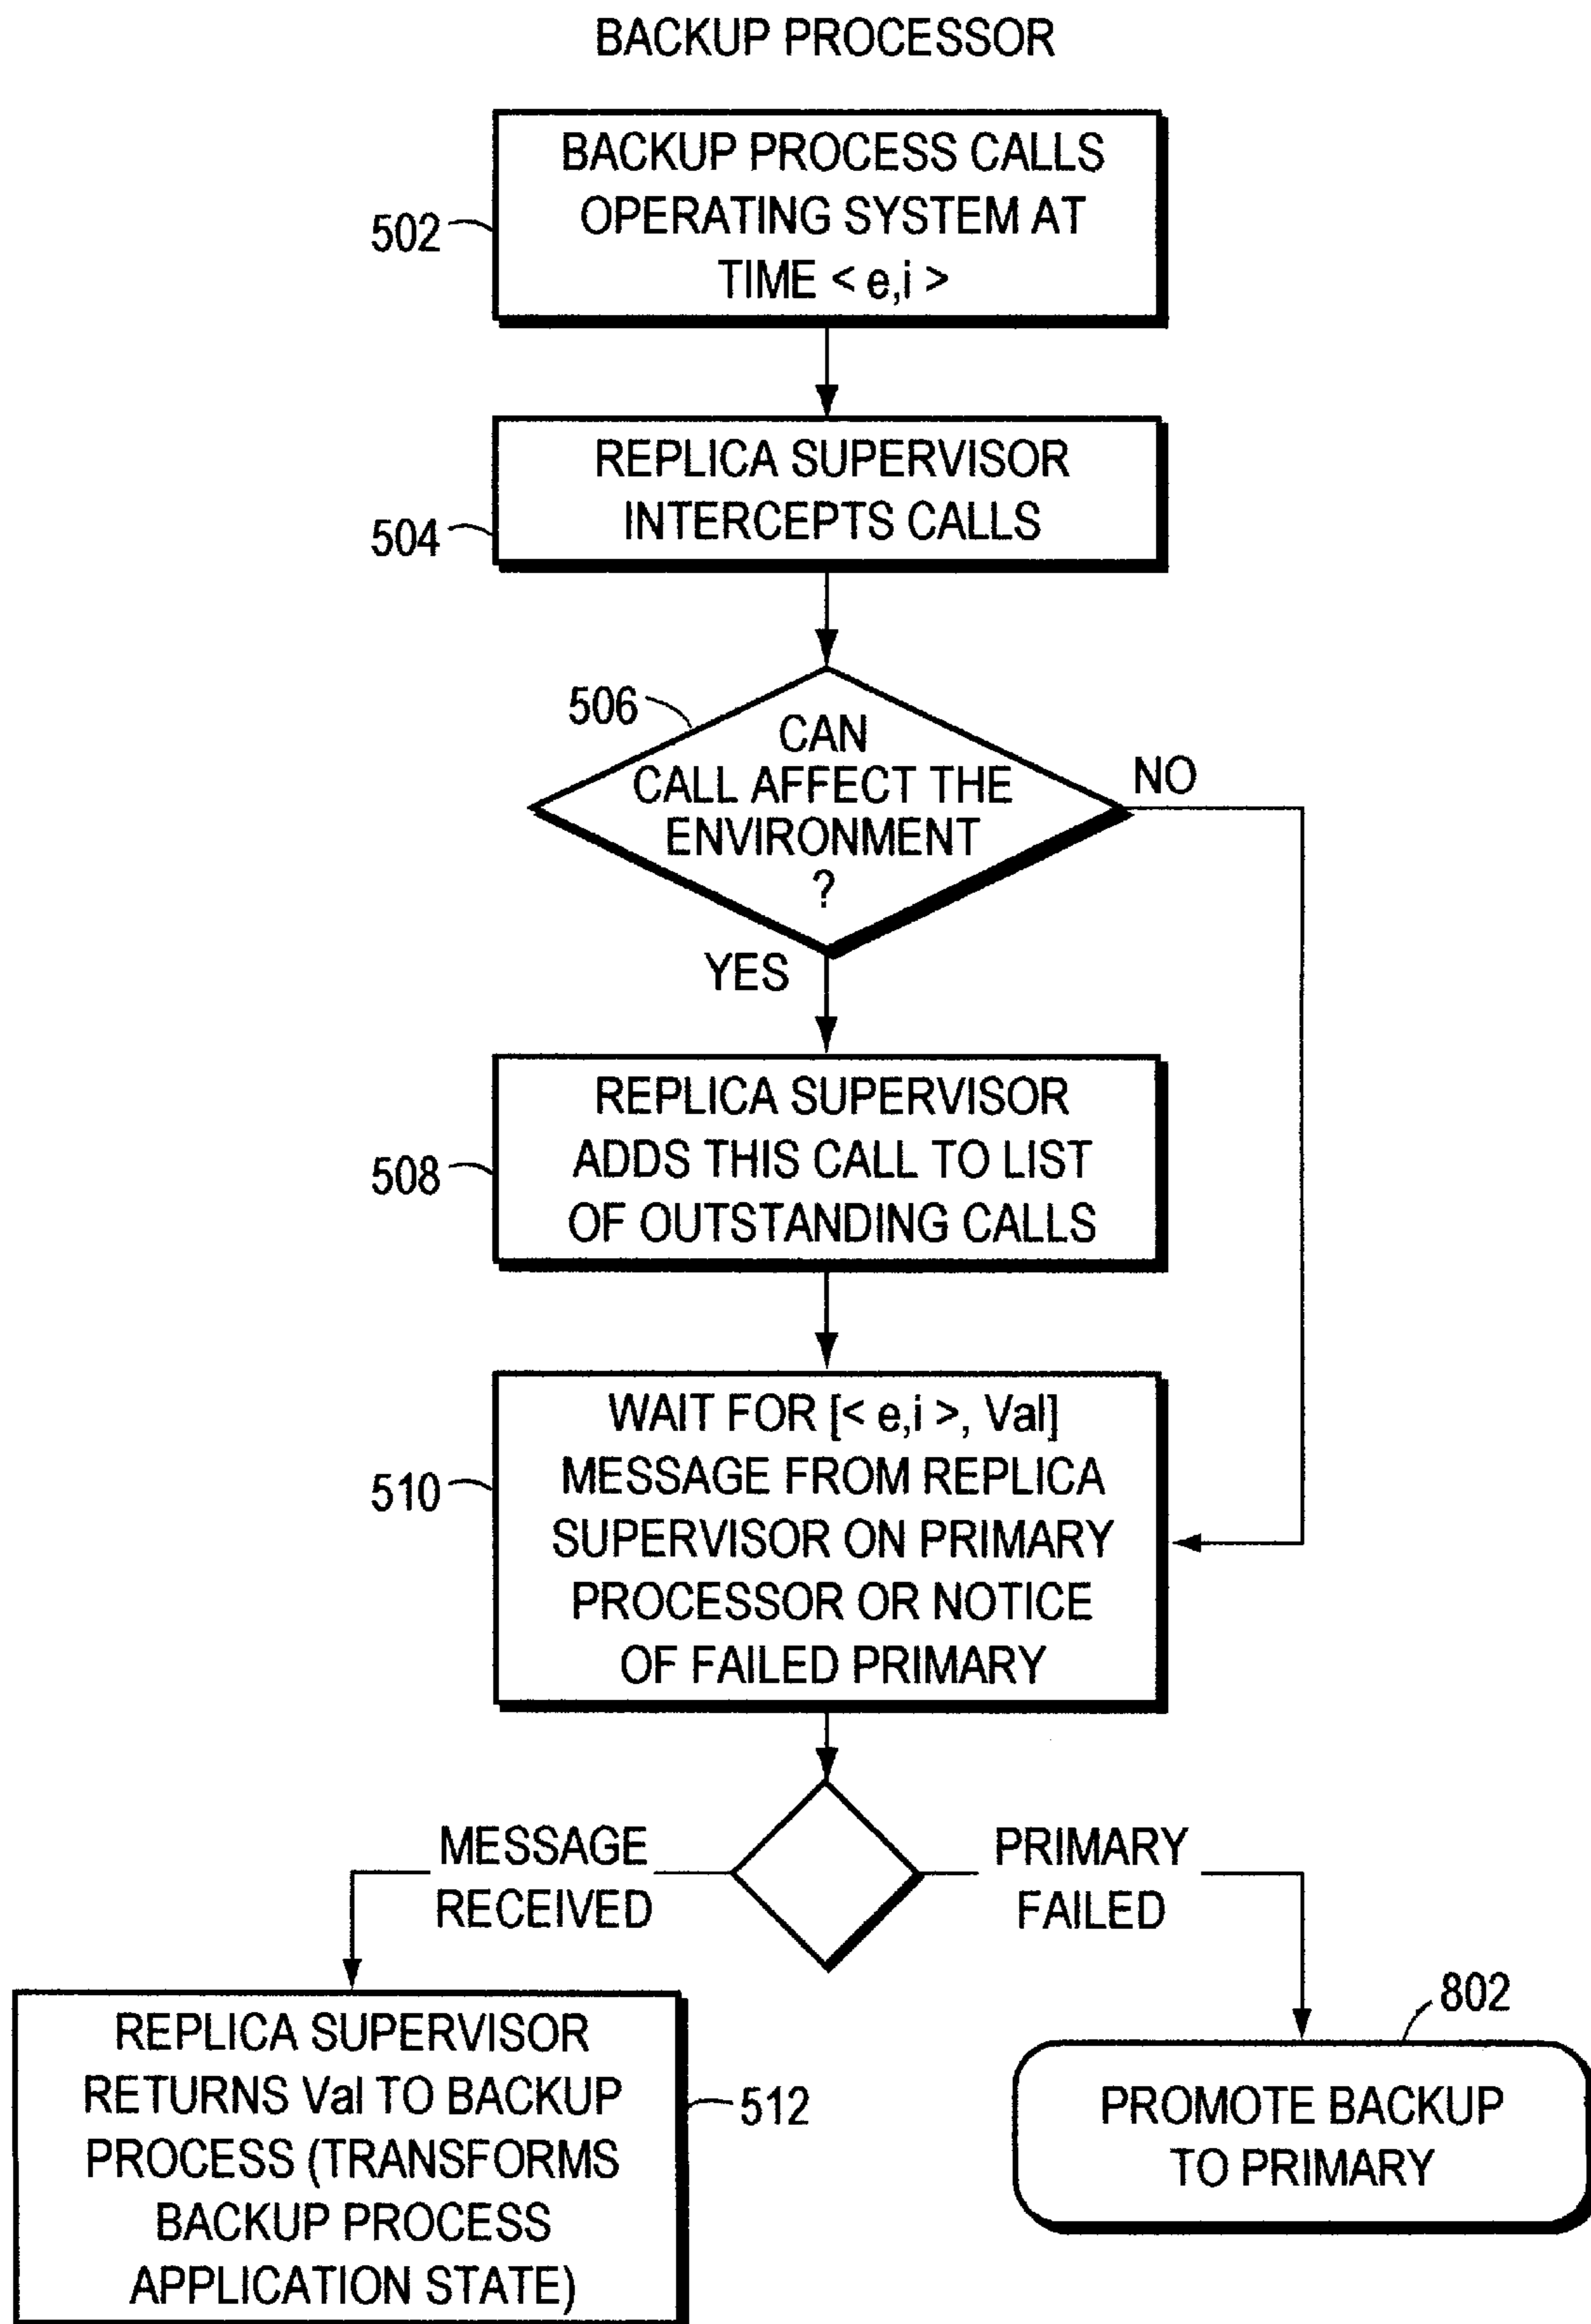 BACKUP PROCESSOR
BACKUP PROCESS CALLS
OPERATING SYSTEM AT
TIME < e,i >
502
REPLICA SUPERVISOR
INTERCEPTS CALLS
504
506
CAN
CALL AFFECT THE
ENVIRONMENT
?
NO
YES
REPLICA SUPERVISOR
ADDS THIS CALL TO LIST
OF OUTSTANDING CALLS
508
WAIT FOR [< e,i >, Val]
MESSAGE FROM REPLICA
SUPERVISOR ON PRIMARY
PROCESSOR OR NOTICE
OF FAILED PRIMARY
510
MESSAGE
RECEIVED
PRIMARY
FAILED
REPLICA SUPERVISOR
RETURNS Val TO BACKUP
PROCESS (TRANSFORMS
BACKUP PROCESS
APPLICATION STATE)
512
802
PROMOTE BACKUP
TO PRIMARY